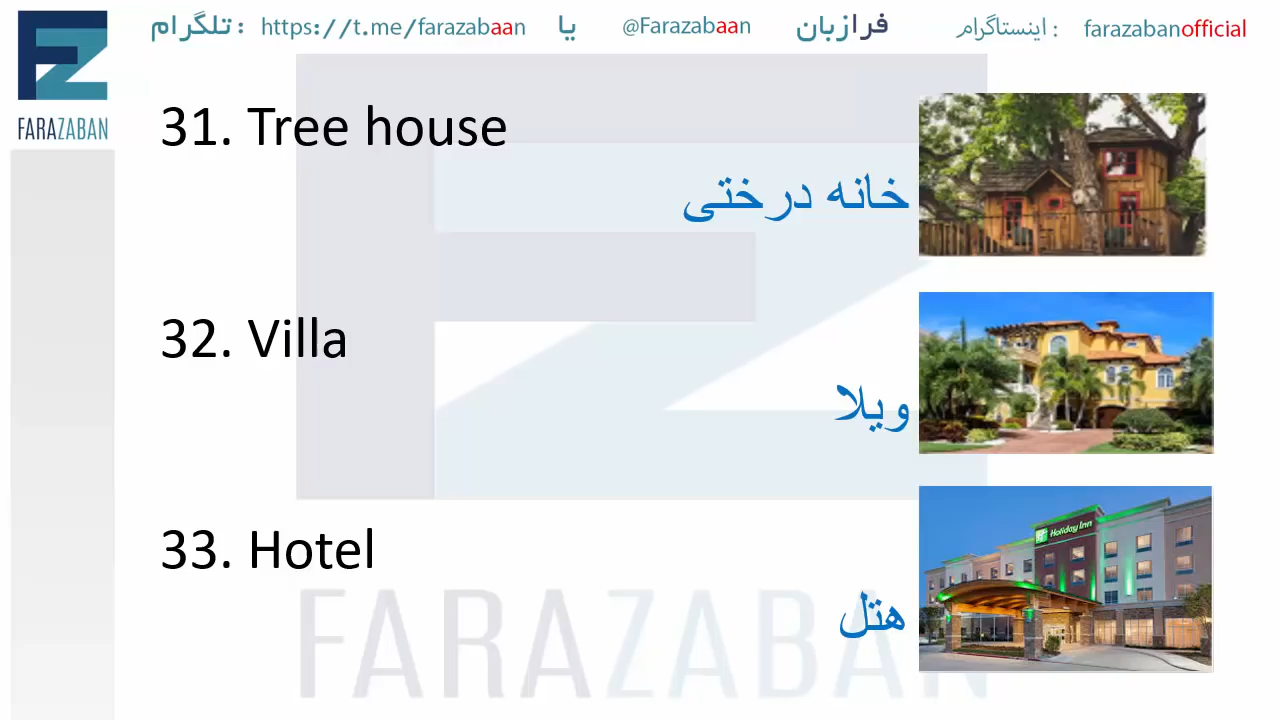 تلگرام : https://t.me/farazabaan یا @Farazabaan فرازبان اینستاگرام : farazabanofficial
FZ
FARAZABAN
31. Tree house
خانه درختی
32. Villa
ویلا
33. Hotel
هتل
Holiday Inn
FARAZABAN